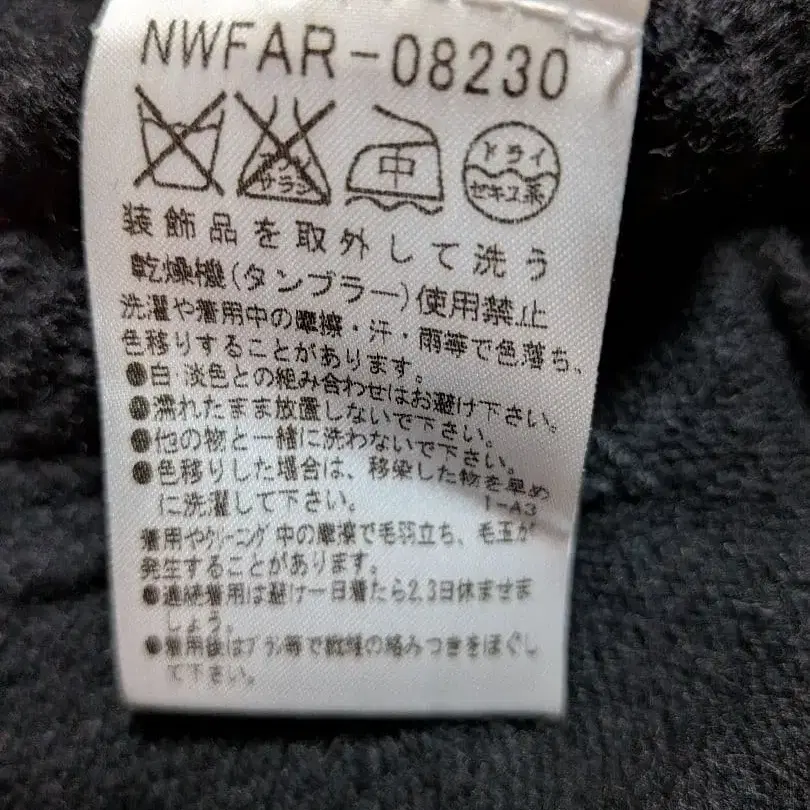 NWFAR-08230
エンソ サラシ 中 ドライ セキユ系
装飾品を取外して洗う
乾燥機(タンブラー)使用禁止
洗濯や着用中の摩擦・汗・雨等で色落ち、
色移りすることがあります。
●白・淡色との組み合わせはお避け下さい。
●濡れたまま放置しないで下さい。
●他の物と一緒に洗わないで下さい。
●色移りした場合は、移染した物を早め
に洗濯して下さい。
I-A3
着用やクリーニング中の摩擦で毛羽立ち、毛玉が
発生することがあります。
●連続着用は避け一日着たら2.3日休ませま
しょう。
●着用後はブラシ等で繊維の絡みつきをほぐし
て下さい。